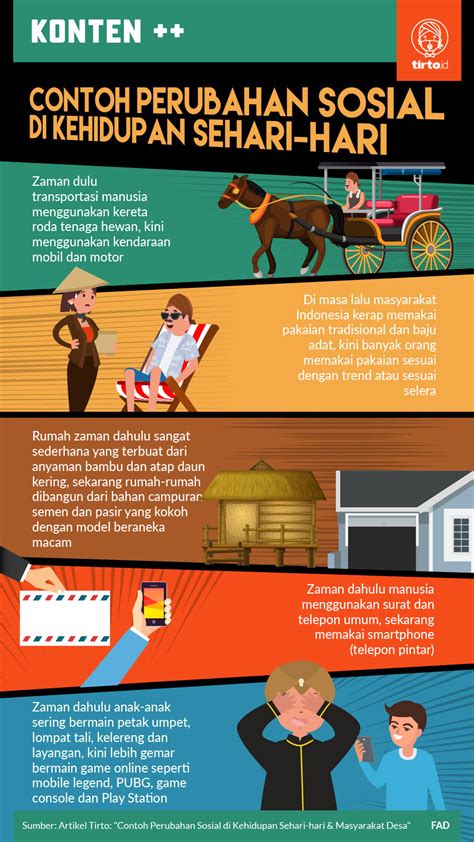 KONTEN ++
tirto.id
CONTOH PERUBAHAN SOSIAL
DI KEHIDUPAN SEHARI-HARI
Zaman dulu
transportasi manusia
menggunakan kereta
roda tenaga hewan, kini
menggunakan kendaraan
mobil dan motor
Di masa lalu masyarakat
Indonesia kerap memakai
pakaian tradisional dan baju
adat, kini banyak orang
memakai pakaian sesuai
dengan trend atau sesuai
selera
Rumah zaman dahulu sangat
sederhana yang terbuat dari
anyaman bambu dan atap daun
kering, sekarang rumah-rumah
dibangun dari bahan campuran
semen dan pasir yang kokoh
dengan model beraneka
macam
Zaman dahulu manusia
menggunakan surat dan
telepon umum, sekarang
memakai smartphone
(telepon pintar)
Zaman dahulu anak-anak
sering bermain petak umpet,
lompat tali, kelereng dan
layangan, kini lebih gemar
bermain game online seperti
mobile legend, PUBG, game
console dan Play Station
Sumber: Artikel Tirto: "Contoh Perubahan Sosial di Kehidupan Sehari-hari & Masyarakat Desa"
FAD